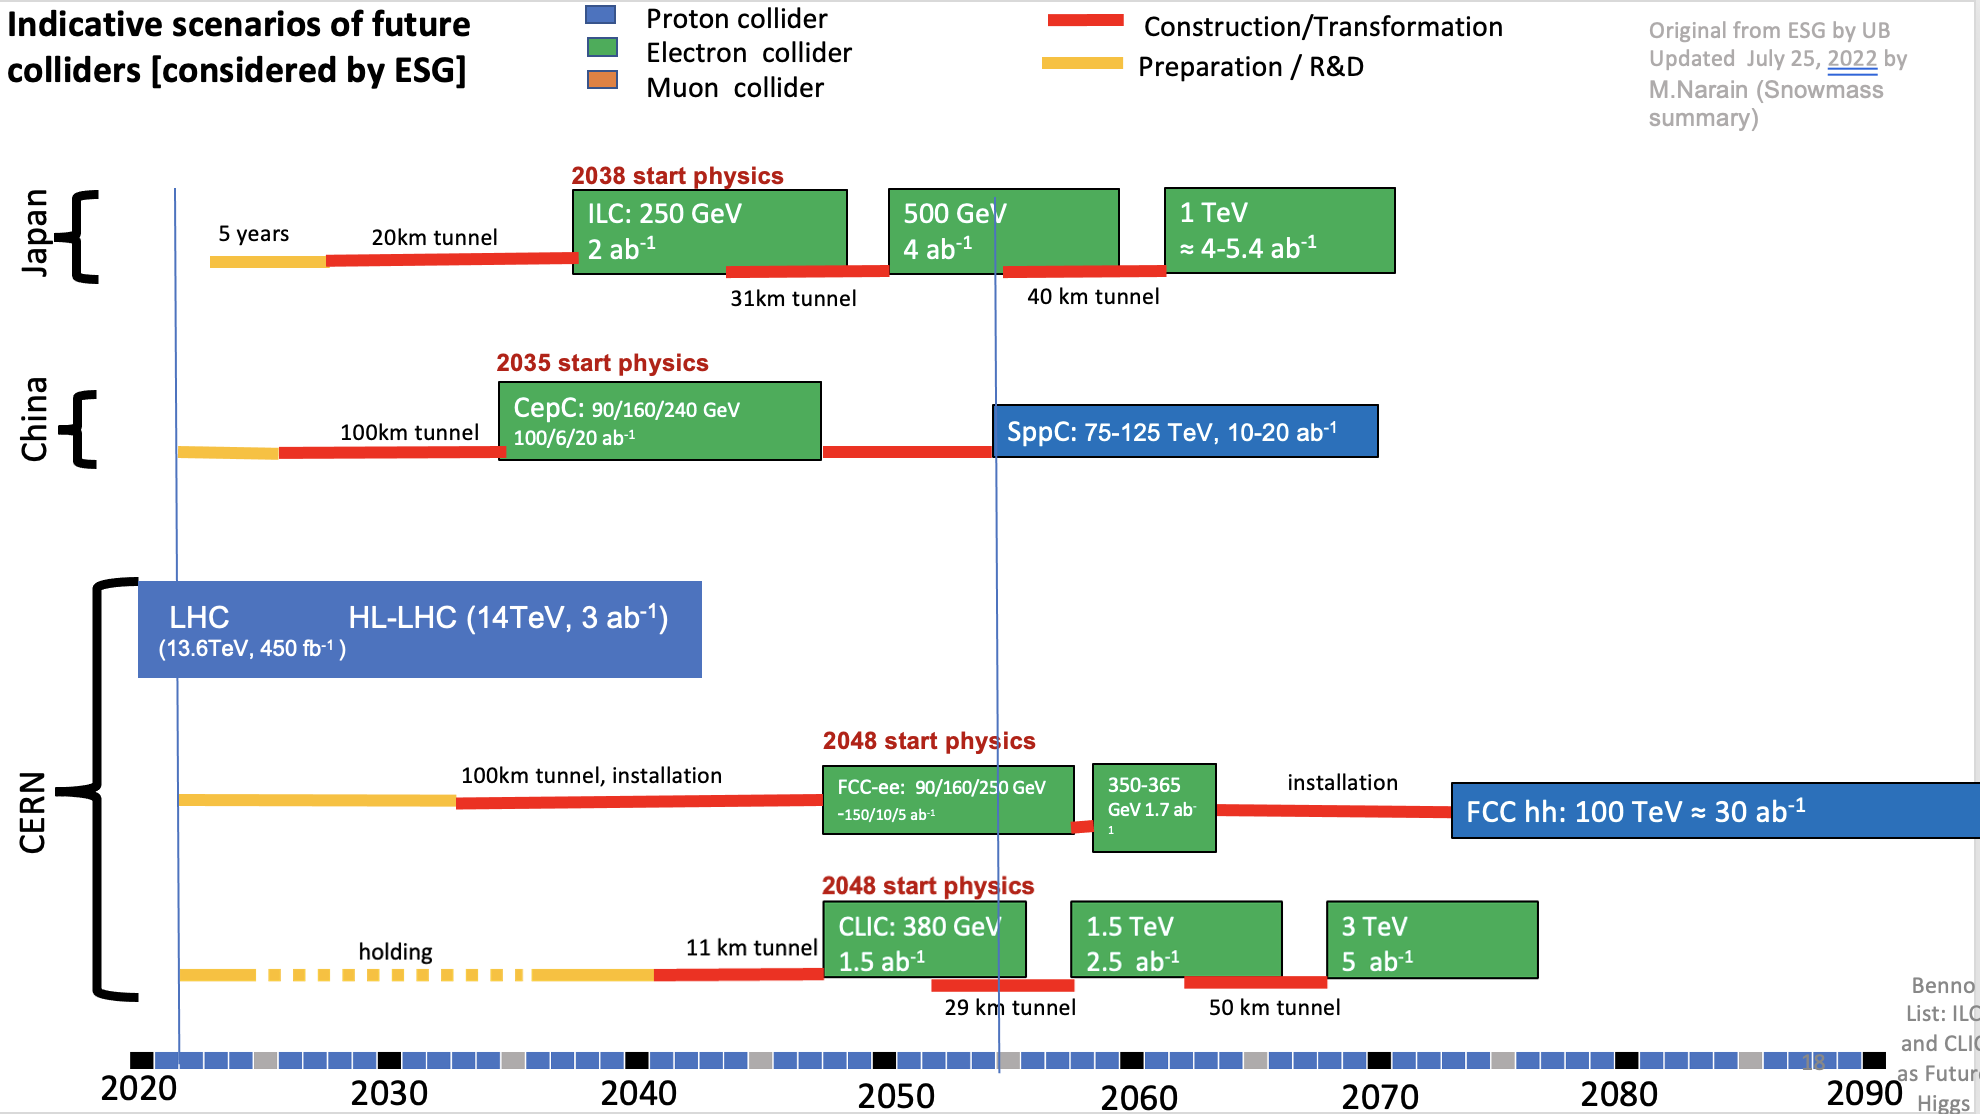 Indicative scenarios of future
colliders [considered by ESG]
Proton collider
Electron collider
Muon collider
Construction/Transformation
Preparation / R&D
Original from ESG by UB
Updated July 25, 2022 by
M.Narain (Snowmass
summary)
Japan
2038 start physics
5 years
20km tunnel
ILC: 250 GeV
2 ab⁻¹
500 GeV
4 ab⁻¹
1 TeV
≈ 4-5.4 ab⁻¹
31km tunnel
40 km tunnel
China
2035 start physics
100km tunnel
CepC: 90/160/240 GeV
100/6/20 ab⁻¹
SppC: 75-125 TeV, 10-20 ab⁻¹
CERN
LHC
(13.6TeV, 450 fb⁻¹ )
HL-LHC (14TeV, 3 ab⁻¹)
2048 start physics
100km tunnel, installation
FCC-ee: 90/160/250 GeV
-150/10/5 ab⁻¹
350-365
GeV 1.7 ab⁻
¹
installation
FCC hh: 100 TeV ≈ 30 ab⁻¹
2048 start physics
holding
11 km tunnel
CLIC: 380 GeV
1.5 ab⁻¹
1.5 TeV
2.5 ab⁻¹
3 TeV
5 ab⁻¹
29 km tunnel
50 km tunnel
Benno
List: ILC
and CLIC
as Future
Higgs
18
2020 2030 2040 2050 2060 2070 2080 2090